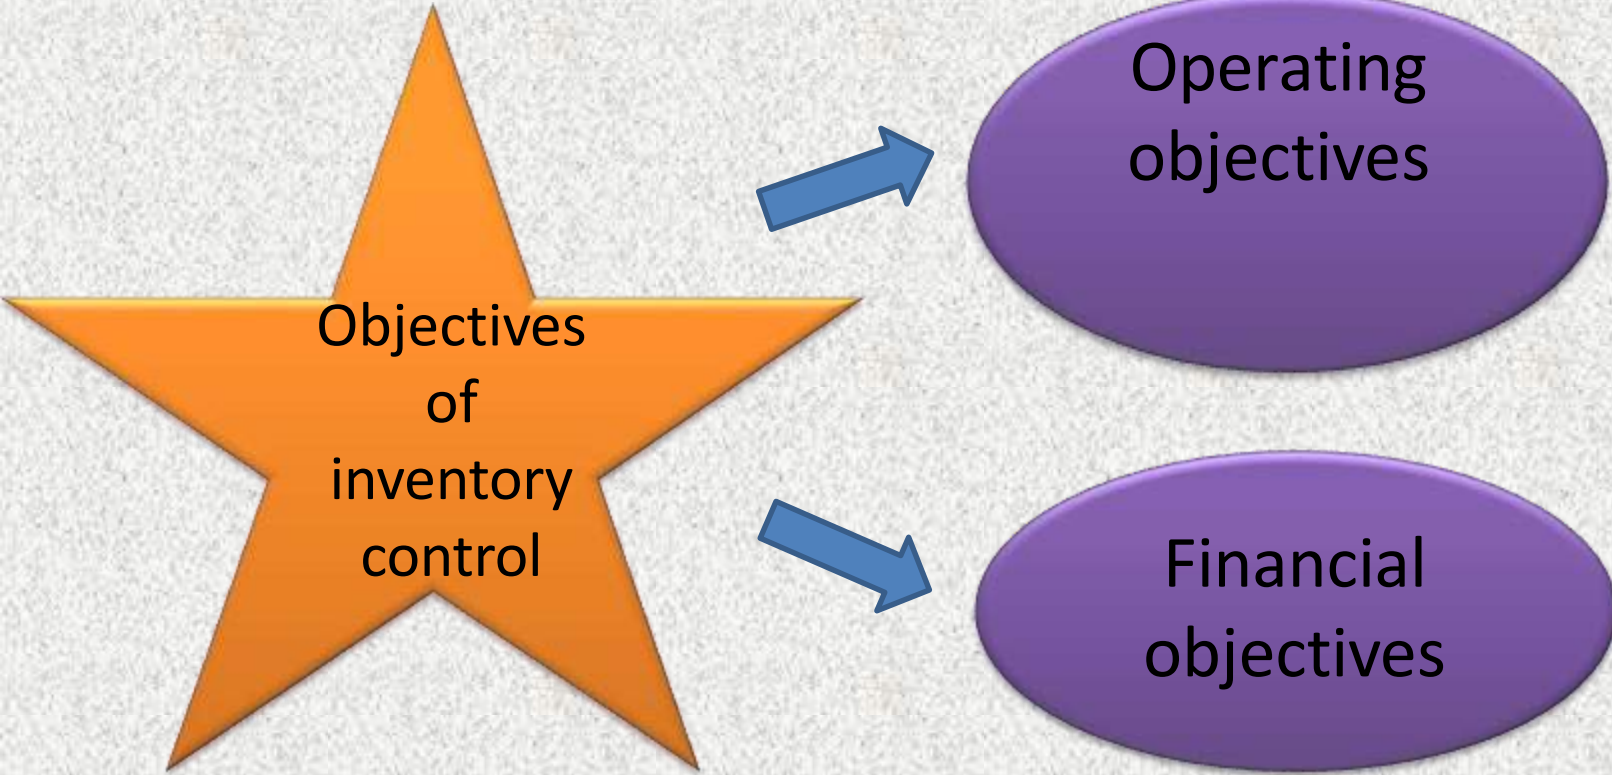 Objectives
of
inventory
control
Operating
objectives
Financial
objectives